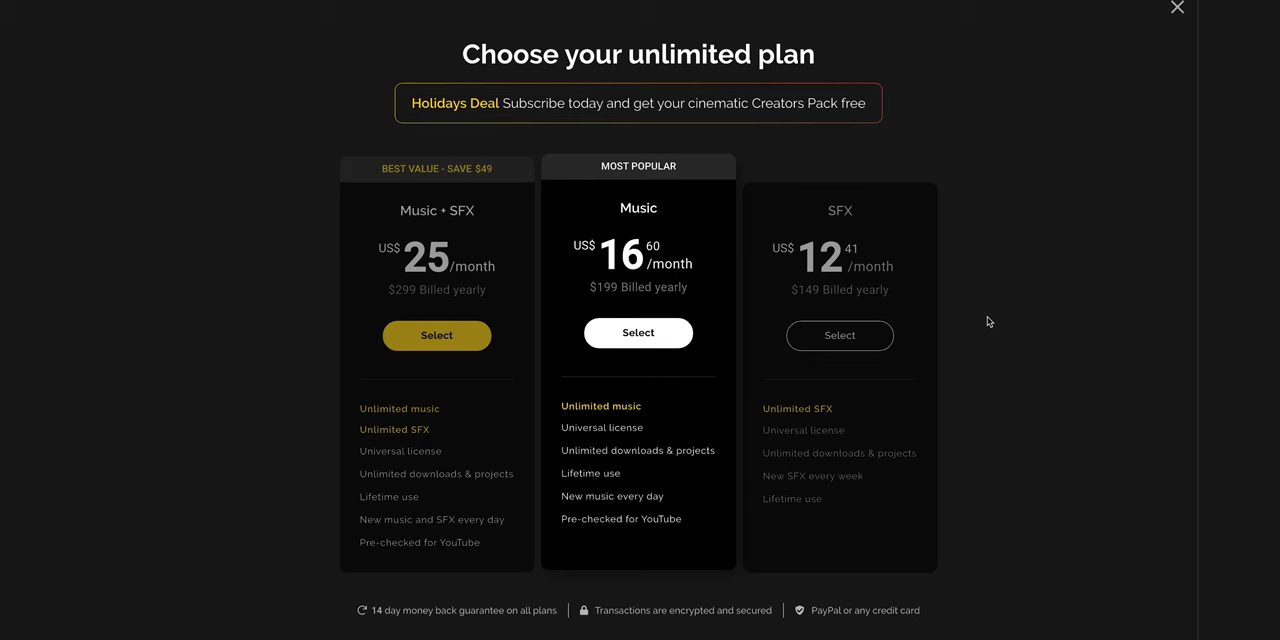 Choose your unlimited plan
Holidays Deal Subscribe today and get your cinematic Creators Pack free
BEST VALUE - SAVE $49
Music + SFX
US$ 25 /month
$299 Billed yearly
Select
Unlimited music
Unlimited SFX
Universal license
Unlimited downloads & projects
Lifetime use
New music and SFX every day
Pre-checked for YouTube
MOST POPULAR
Music
US$ 16 60 /month
$199 Billed yearly
Select
Unlimited music
Universal license
Unlimited downloads & projects
Lifetime use
New music every day
Pre-checked for YouTube
SFX
US$ 12 41 /month
$149 Billed yearly
Select
Unlimited SFX
Universal license
Unlimited downloads & projects
New SFX every week
Lifetime use
14 day money back guarantee on all plans
Transactions are encrypted and secured
PayPal or any credit card